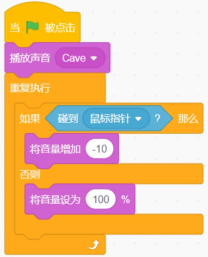 当 被点击
播放声音 Cave
重复执行
如果 碰到 鼠标指针 ? 那么
将音量增加 -10
否则
将音量设为 100 %